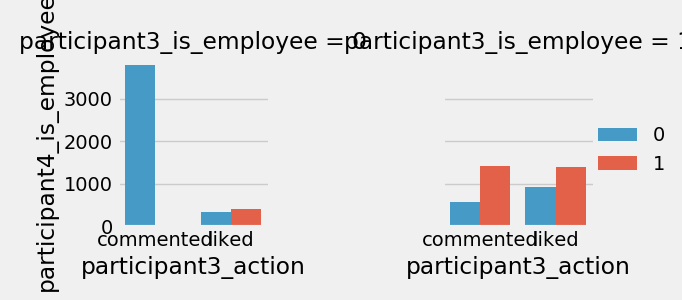 participant3_is_employee = 0
participant3_is_employee = 1
participant4_is_employee
3000
2000
1000
0
commented
liked
commented
liked
participant3_action
participant3_action
0
1